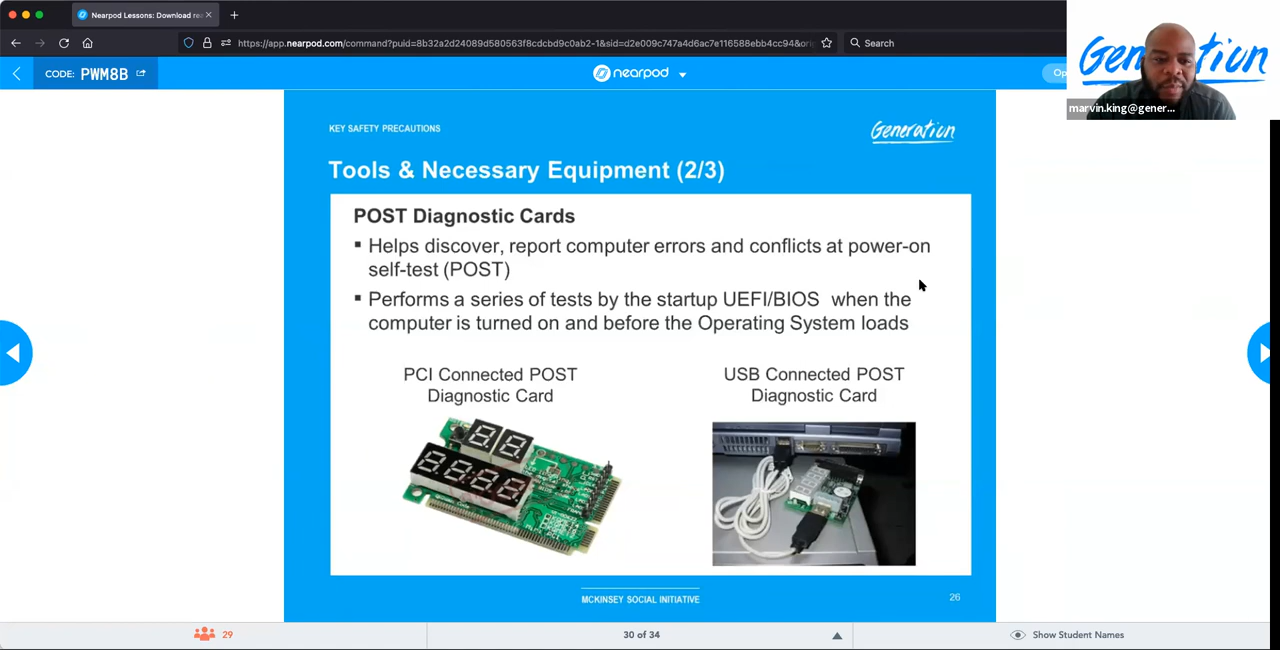 Nearpod Lessons: Download re
https://app.nearpod.com/command?puid=8b32a2d24089d580563f8cdcbd9c0ab2-1&sid=d2e009c747a4d6ac7e116588ebb4cc94&
Search
Generation
marvin.king@gener...
CODE: PWM8B
nearpod
Op
KEY SAFETY PRECAUTIONS
Generation
Tools & Necessary Equipment (2/3)
POST Diagnostic Cards
▪ Helps discover, report computer errors and conflicts at power-on
self-test (POST)
▪ Performs a series of tests by the startup UEFI/BIOS when the
computer is turned on and before the Operating System loads
PCI Connected POST
Diagnostic Card
USB Connected POST
Diagnostic Card
MCKINSEY SOCIAL INITIATIVE
26
29
30 of 34
Show Student Names